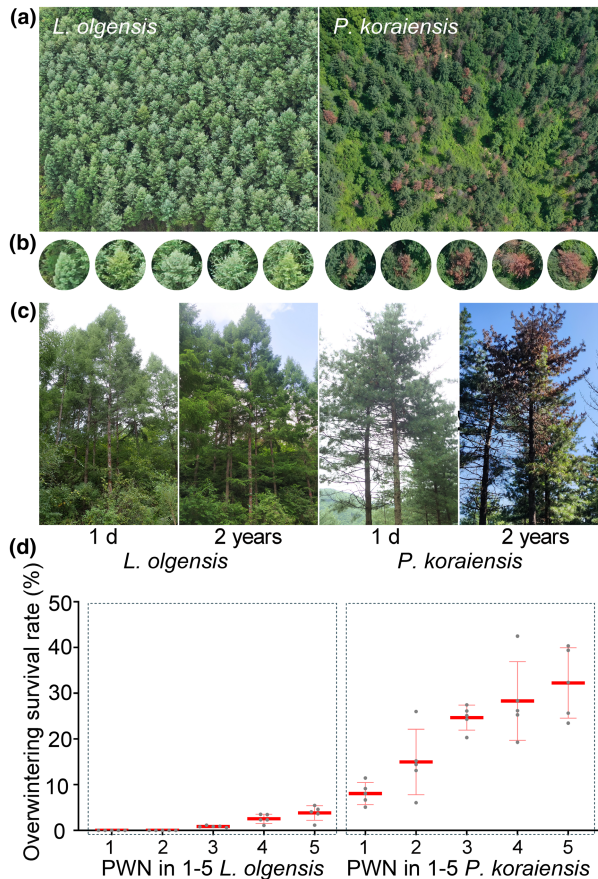 (a)
L. olgensis
P. koraiensis
(b)
(c)
1 d
2 years
1 d
2 years
L. olgensis
P. koraiensis
(d)
Overwintering survival rate (%)
50
40
30
20
10
0
1 2 3 4 5
1 2 3 4 5
PWN in 1-5 L. olgensis
PWN in 1-5 P. koraiensis